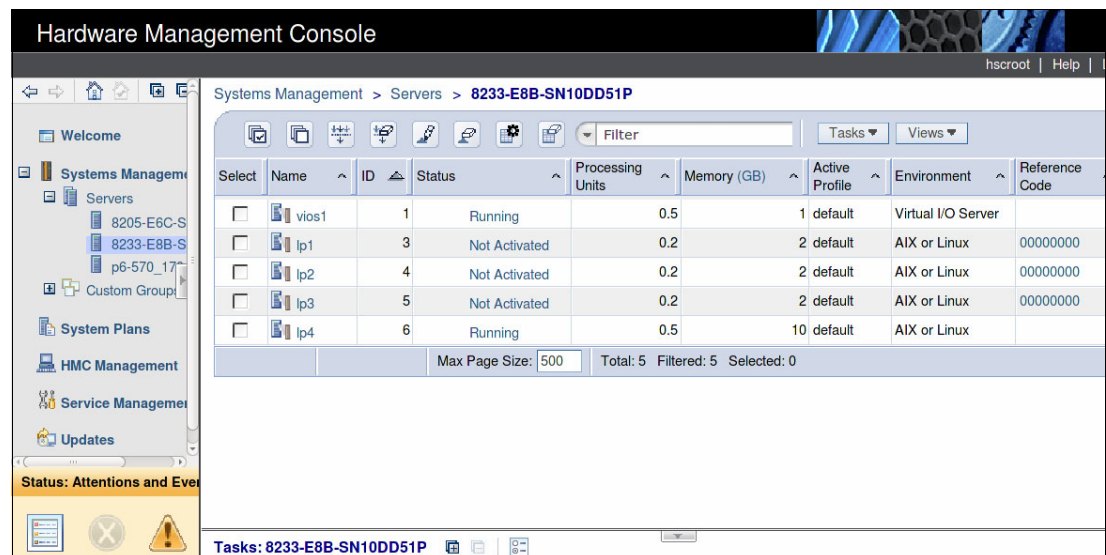 Hardware Management Console
hscroot | Help |
Systems Management > Servers > 8233-E8B-SN10DD51P
Welcome
Systems Managem
Servers
8205-E6C-S
8233-E8B-S
p6-570_17
Custom Group
System Plans
HMC Management
Service Managemen
Updates
Status: Attentions and Eve
Filter
Tasks
Views
Select Name ID Status Processing Units Memory (GB) Active Profile Environment Reference Code
vios1 1 Running 0.5 1 default Virtual I/O Server
lp1 3 Not Activated 0.2 2 default AIX or Linux 00000000
lp2 4 Not Activated 0.2 2 default AIX or Linux 00000000
lp3 5 Not Activated 0.2 2 default AIX or Linux 00000000
lp4 6 Running 0.5 10 default AIX or Linux
Max Page Size: 500 Total: 5 Filtered: 5 Selected: 0
Tasks: 8233-E8B-SN10DD51P